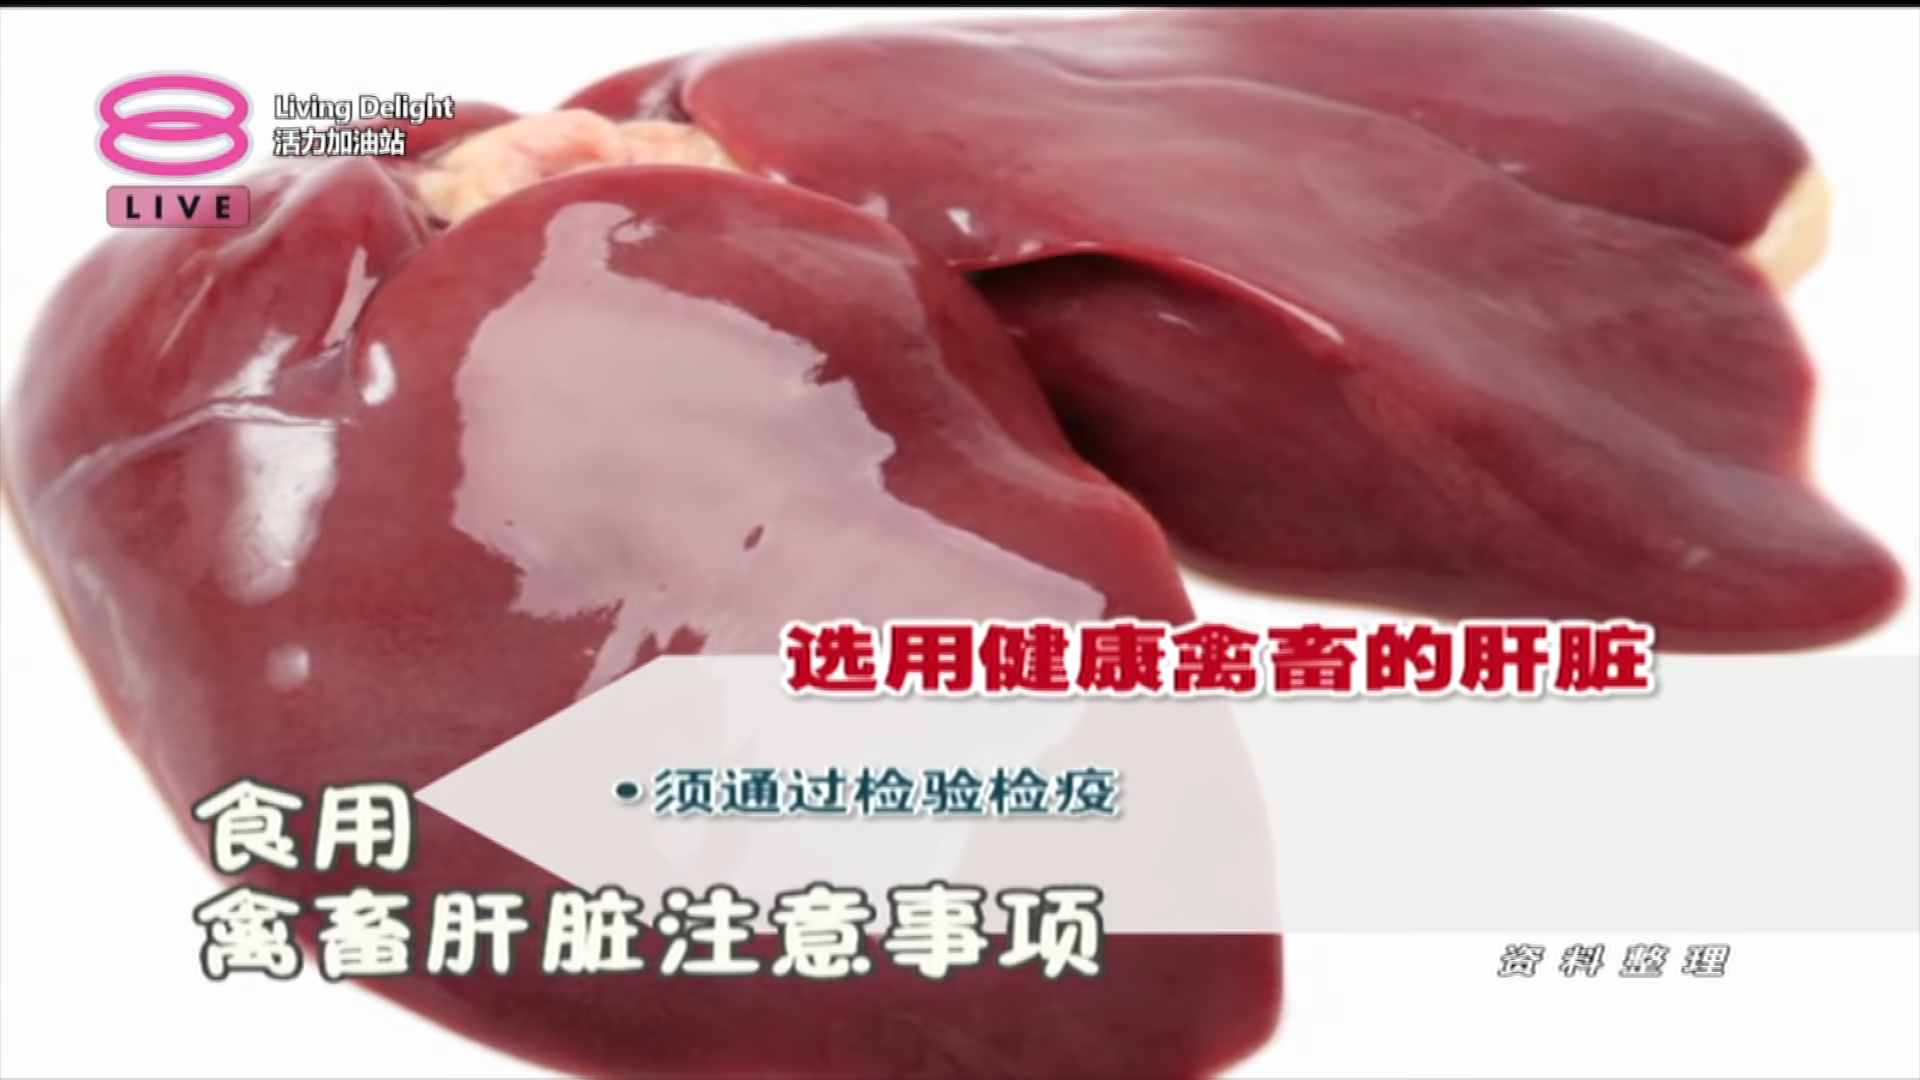 Living Delight
活力加油站
LIVE
选用健康禽畜的肝脏
•须通过检验检疫
食用
禽畜肝脏注意事项
资料整理